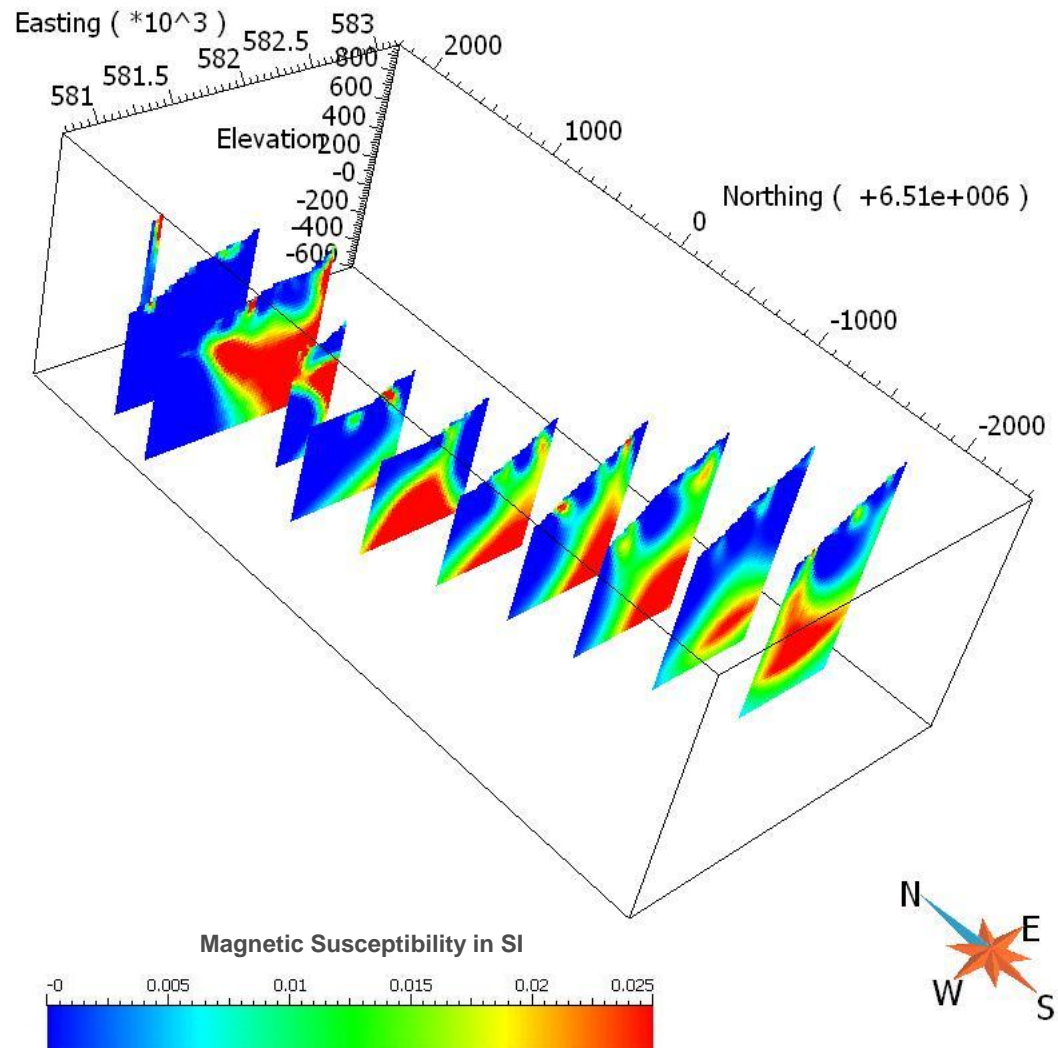 Easting ( *10^3 )
581
581.5
582
582.5
583
Elevation
800
600
400
200
-0
-200
-400
-600
2000
1000
0
-1000
-2000
Northing ( +6.51e+006 )
N
E
W
S
Magnetic Susceptibility in SI
-0 0.005 0.01 0.015 0.02 0.025